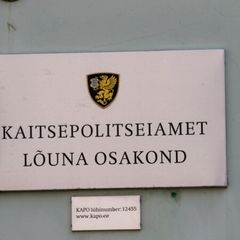 KAITSEPOLITSEIAMET
LÕUNA OSAKOND
KAPO lühinumber: 12455
www.kapo.ee